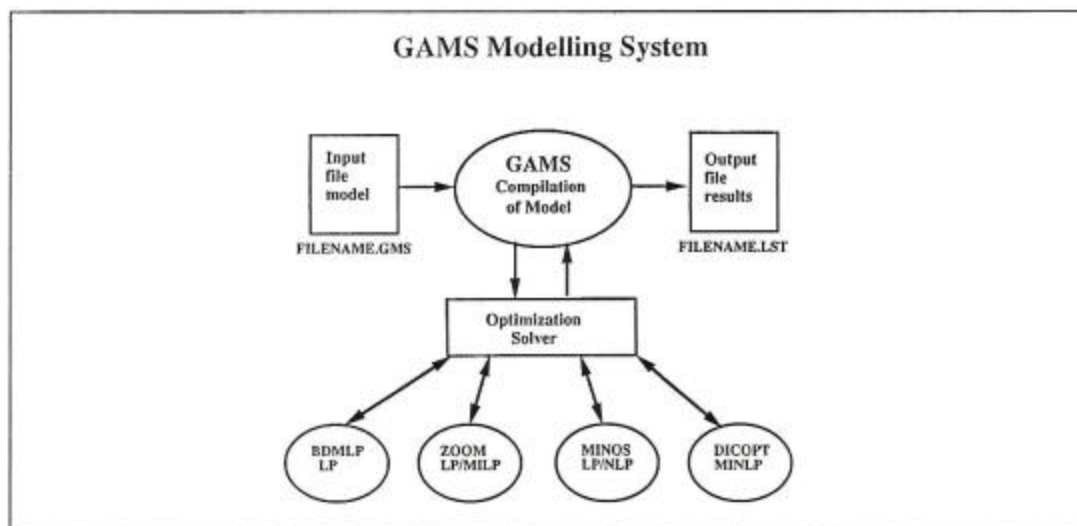 GAMS Modelling System
Input
file
model
FILENAME.GMS
GAMS
Compilation
of Model
Output
file
results
FILENAME.LST
Optimization
Solver
BDMLP
LP
ZOOM
LP/MILP
MINOS
LP/NLP
DICOPT
MINLP